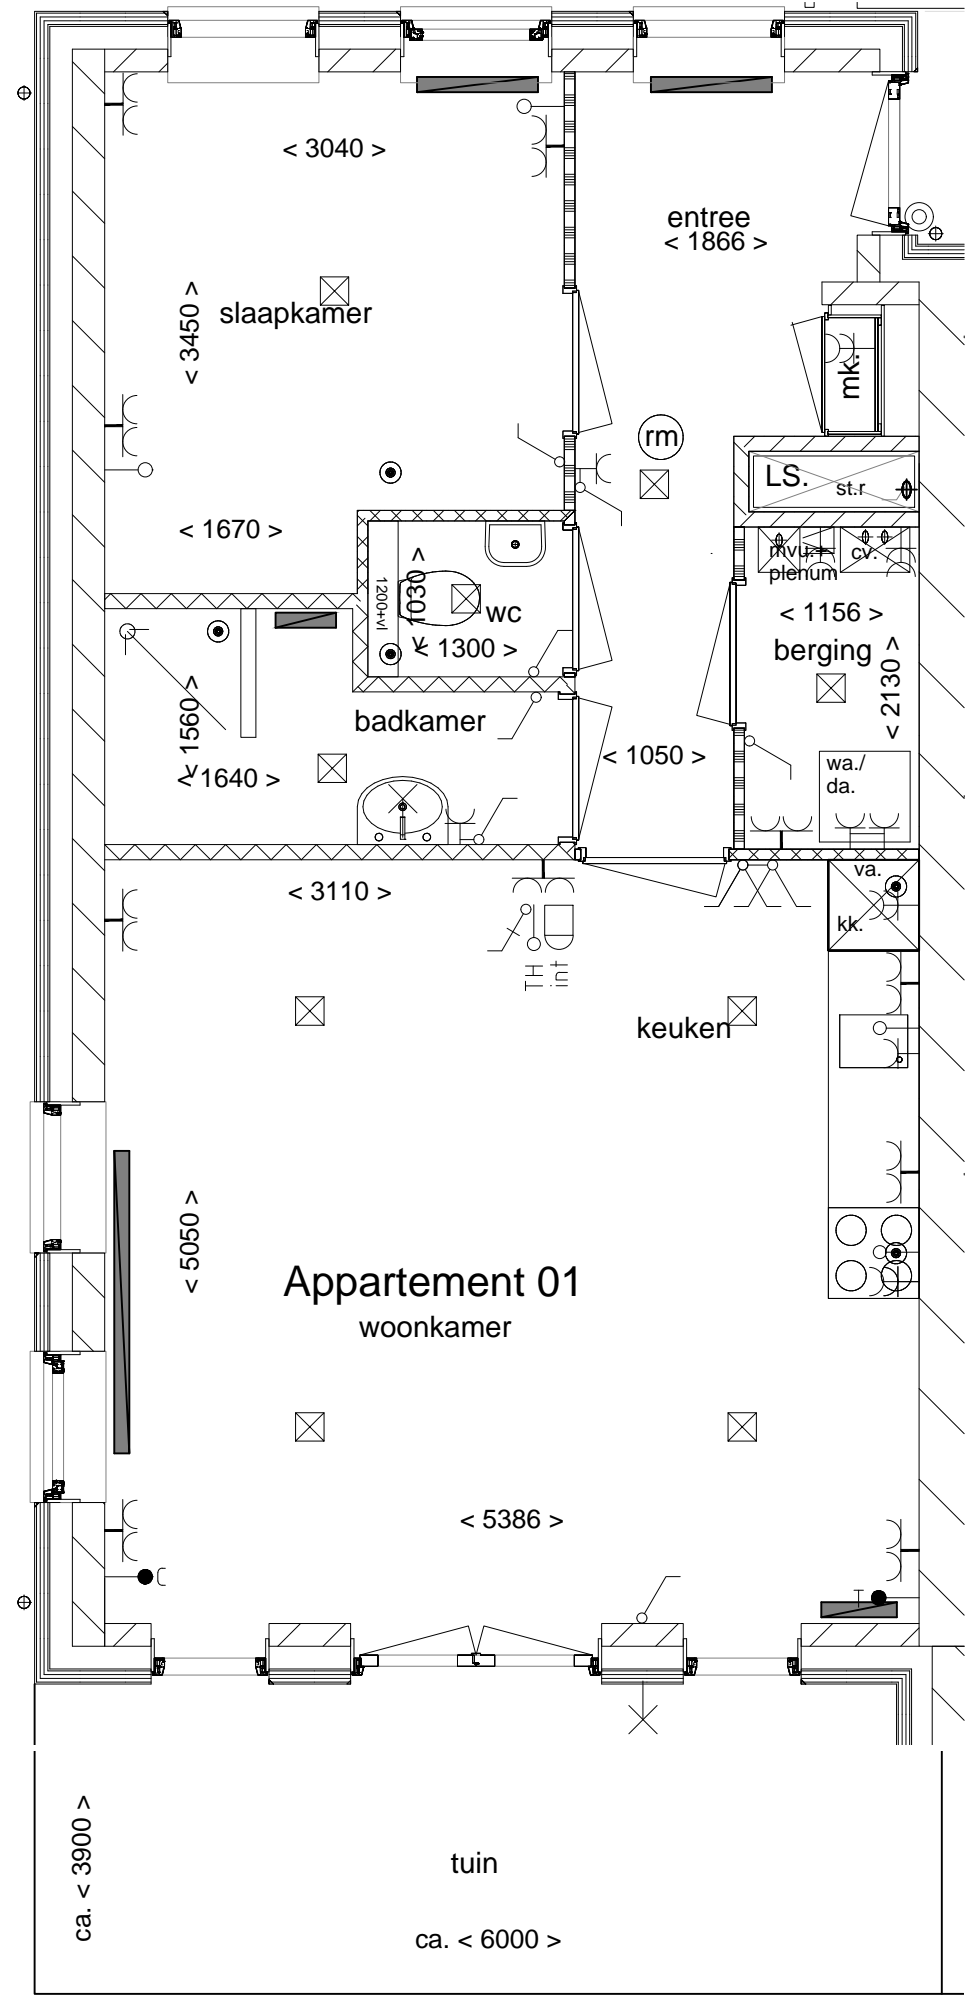 < 3040 >
entree
< 1866 >
< 3450 >
slaapkamer
mk.
rm
LS.
st.r
< 1670 >
mvu.+
plenum
cv.
1200+vl
< 1030 >
wc
< 1300 >
< 1156 >
berging
< 2130 >
< 1560 >
badkamer
< 1640 >
< 1050 >
wa./
da.
< 3110 >
va.
kk.
TH
int
keuken
< 5050 >
Appartement 01
woonkamer
< 5386 >
ca. < 3900 >
tuin
ca. < 6000 >